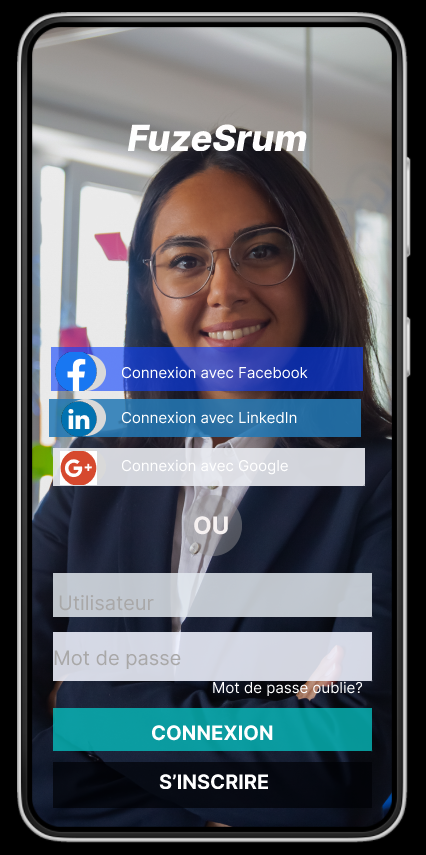 FuzeSrum
Connexion avec Facebook
in
Connexion avec LinkedIn
G+
Connexion avec Google
OU
Utilisateur
Mot de passe
Mot de passe oublie?
CONNEXION
S’INSCRIRE